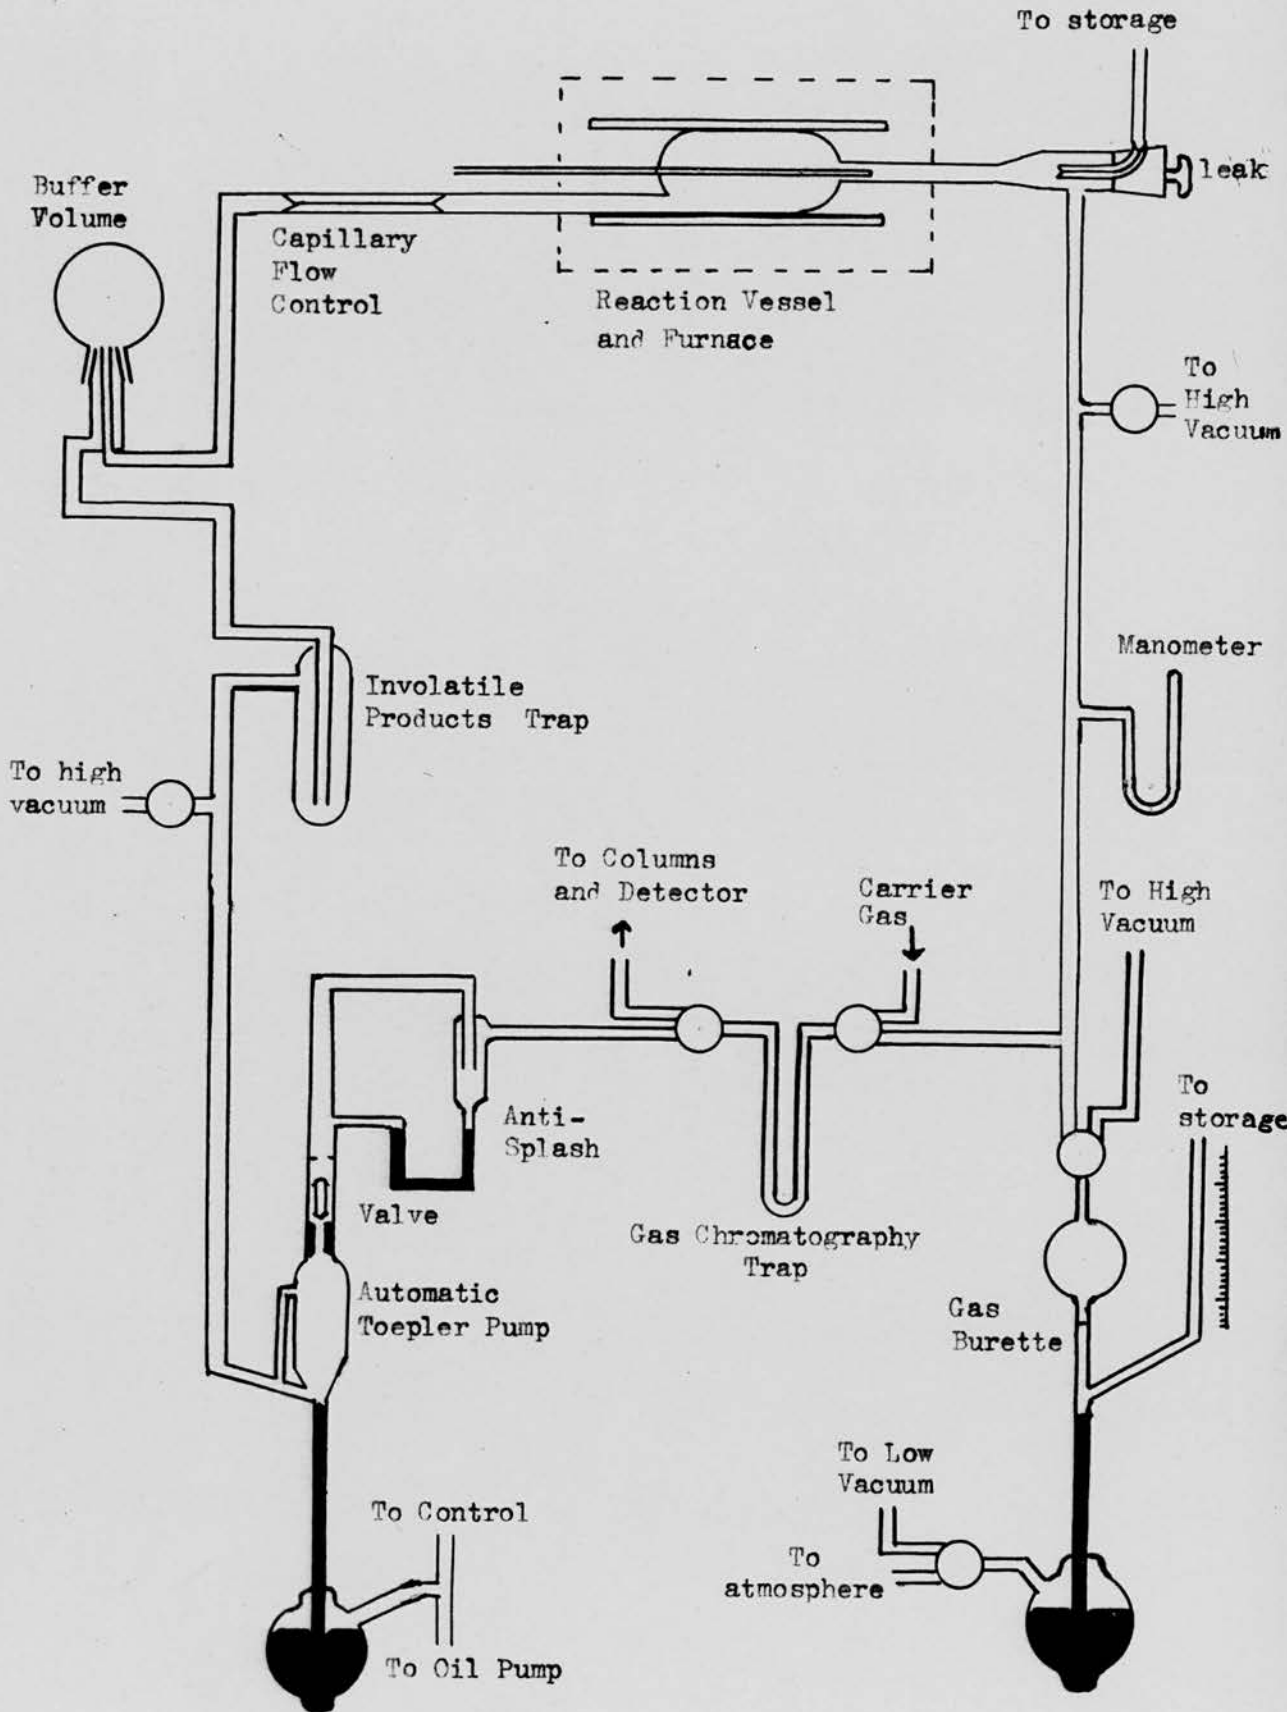 To storage
leak
Buffer
Volume
Capillary
Flow
Control
Reaction Vessel
and Furnace
To
High
Vacuum
Manometer
Involatile
Products Trap
To high
vacuum
To Columns
and Detector
Carrier
Gas
To High
Vacuum
To
storage
Anti-
Splash
Valve
Gas Chromatography
Trap
Automatic
Toepler Pump
Gas
Burette
To Low
Vacuum
To Control
To
atmosphere
To Oil Pump